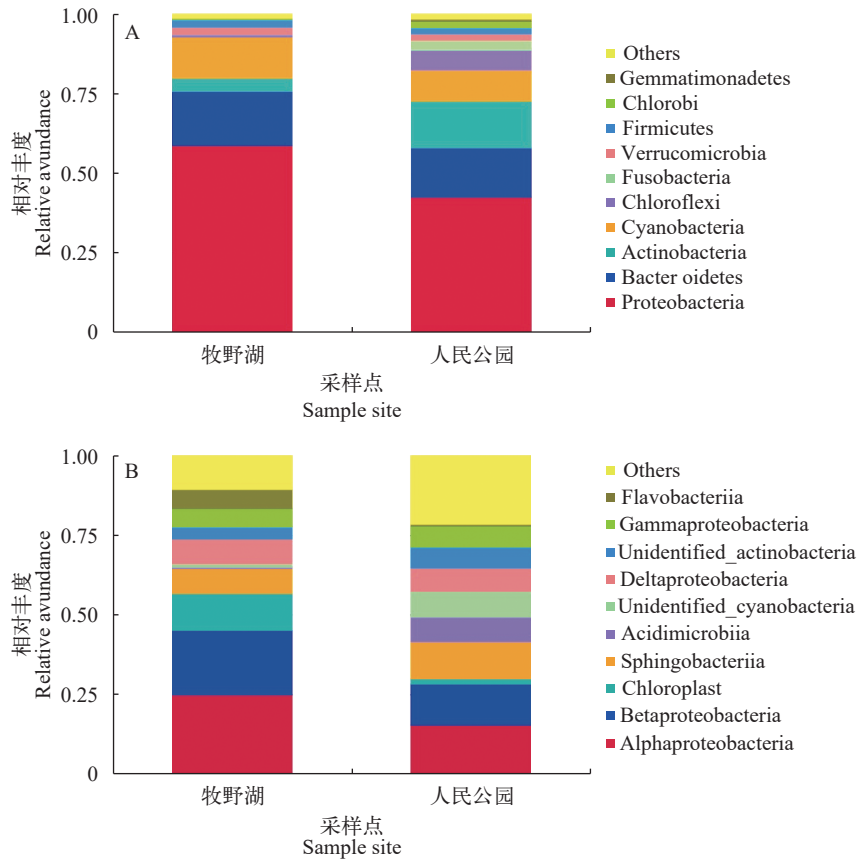 A
1.00
0.75
0.50
0.25
0
相对丰度
Relative avundance
牧野湖
人民公园
采样点
Sample site
Others
Gemmatimonadetes
Chlorobi
Firmicutes
Verrucomicrobia
Fusobacteria
Chloroflexi
Cyanobacteria
Actinobacteria
Bacter oidetes
Proteobacteria
B
1.00
0.75
0.50
0.25
0
相对丰度
Relative avundance
牧野湖
人民公园
采样点
Sample site
Others
Flavobacteriia
Gammaproteobacteria
Unidentified_actinobacteria
Deltaproteobacteria
Unidentified_cyanobacteria
Acidimicrobiia
Sphingobacteriia
Chloroplast
Betaproteobacteria
Alphaproteobacteria